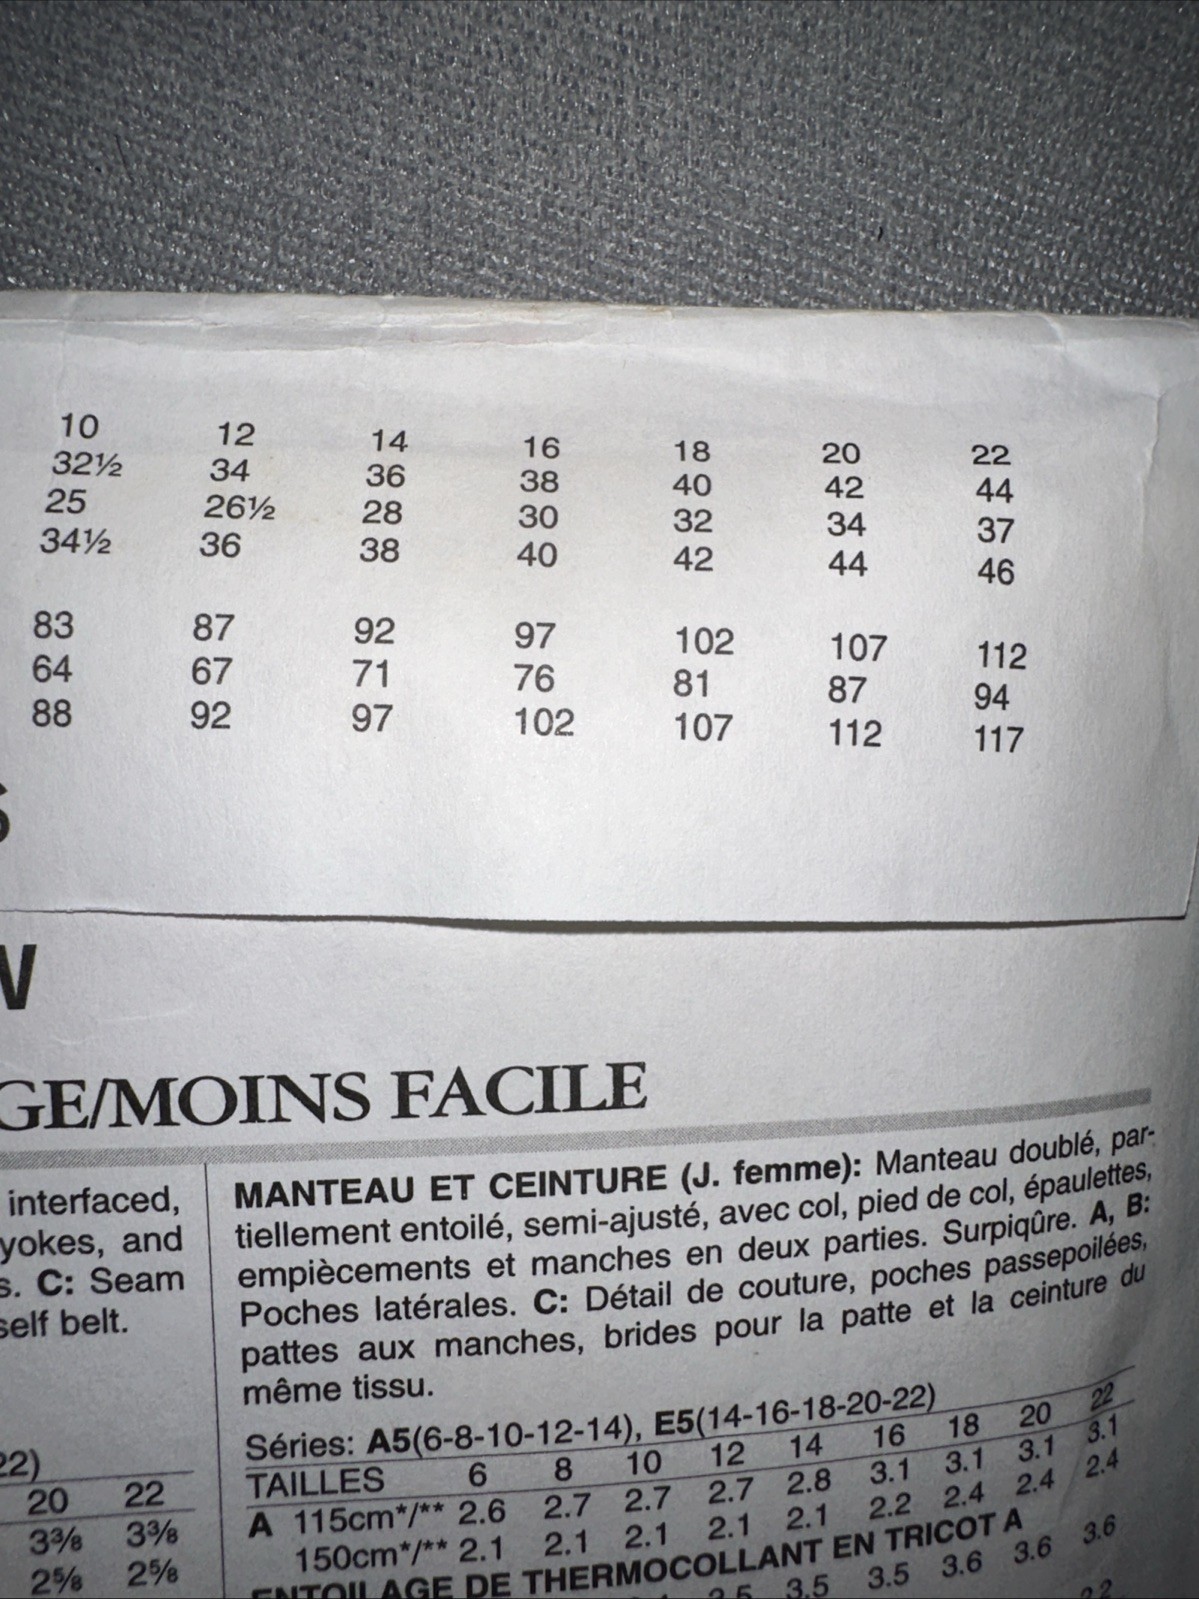 10 12 14 16 18 20 22
32½ 34 36 38 40 42 44
25 26½ 28 30 32 34 37
34½ 36 38 40 42 44 46
83 87 92 97 102 107 112
64 67 71 76 81 87 94
88 92 97 102 107 112 117
GE/MOINS FACILE
interfaced,
yokes, and
s. C: Seam
self belt.
22)
20 22
3⅜ 3⅜
2⅝ 2⅝
MANTEAU ET CEINTURE (J. femme): Manteau doublé, par-
tiellement entoilé, semi-ajusté, avec col, pied de col, épaulettes,
empiècements et manches en deux parties. Surpiqûre. A, B:
Poches latérales. C: Détail de couture, poches passepoilées,
pattes aux manches, brides pour la patte et la ceinture du
même tissu.
Séries: A5(6-8-10-12-14), E5(14-16-18-20-22)
TAILLES 6 8 10 12 14 16 18 20 22
A 115cm*/** 2.6 2.7 2.7 2.7 2.8 3.1 3.1 3.1 3.1
150cm*/** 2.1 2.1 2.1 2.1 2.1 2.2 2.4 2.4 2.4
ENTOILAGE DE THERMOCOLLANT EN TRICOT A
3.5 3.5 3.6 3.6 3.6